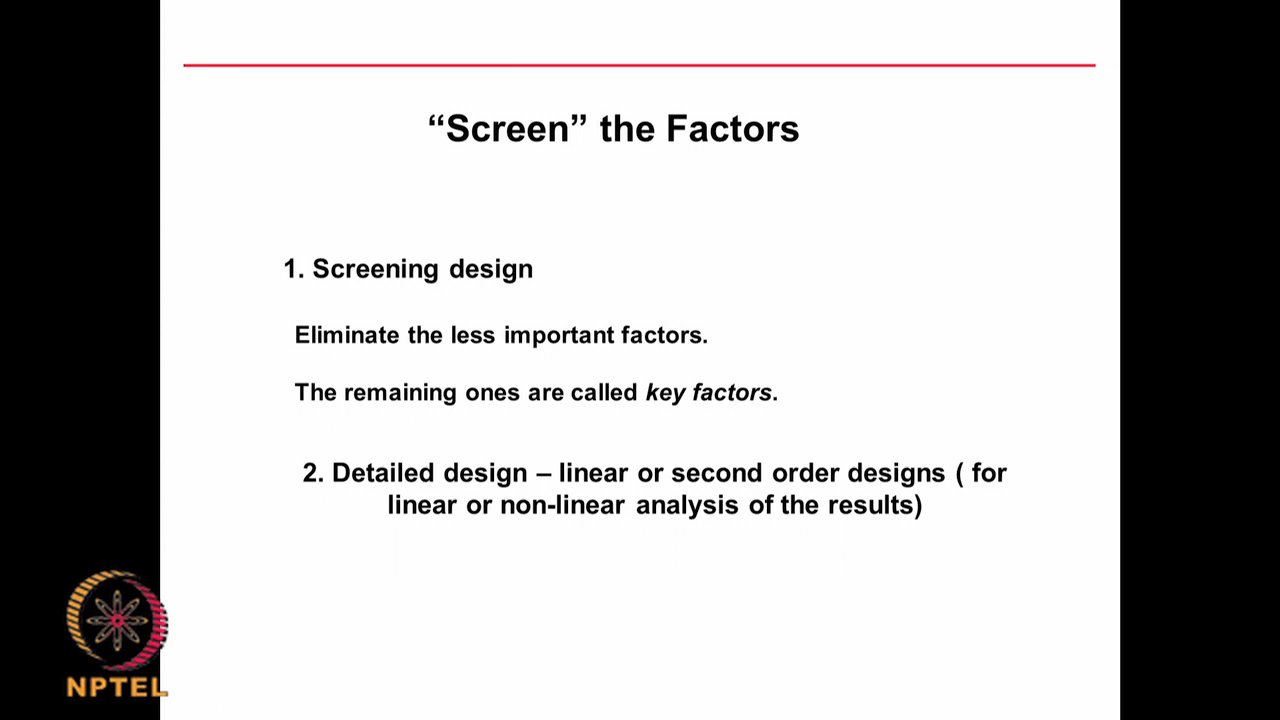 “Screen” the Factors
1. Screening design
Eliminate the less important factors.
The remaining ones are called key factors.
2. Detailed design – linear or second order designs ( for
linear or non-linear analysis of the results)
NPTEL